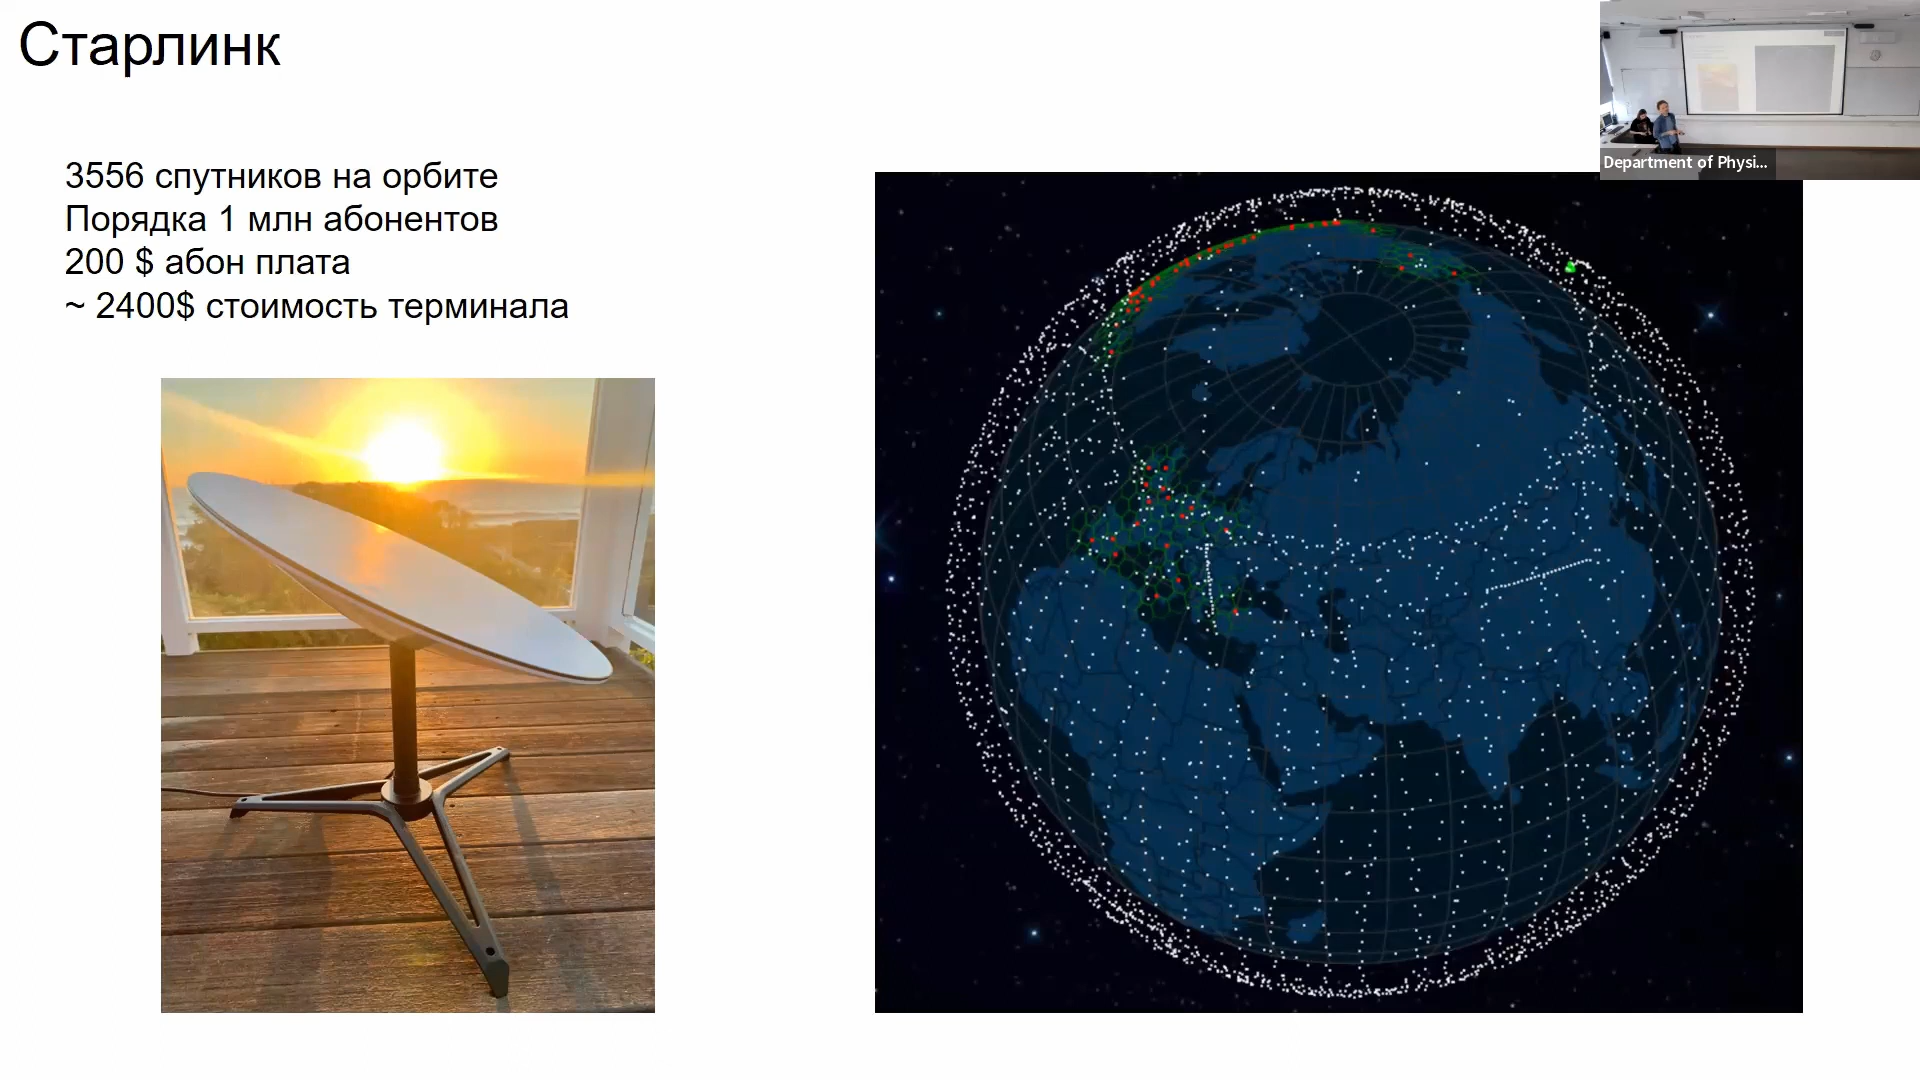 Старлинк
3556 спутников на орбите
Порядка 1 млн абонентов
200 $ абон плата
~ 2400$ стоимость терминала
Department of Physi...